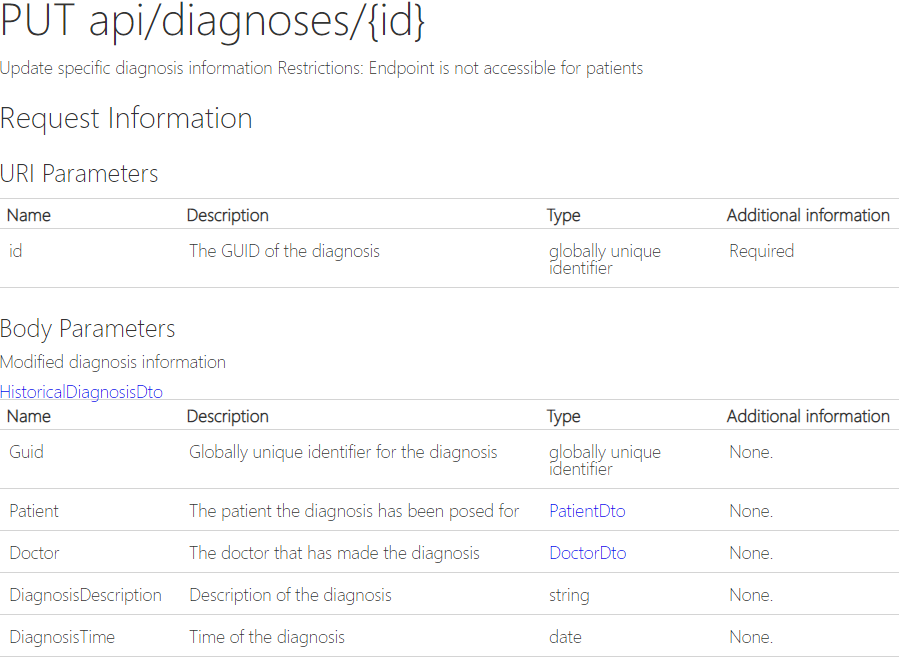 PUT api/diagnoses/{id}
Update specific diagnosis information Restrictions: Endpoint is not accessible for patients
Request Information
URI Parameters
Name Description Type Additional information
id The GUID of the diagnosis globally unique identifier Required
Body Parameters
Modified diagnosis information
HistoricalDiagnosisDto
Name Description Type Additional information
Guid Globally unique identifier for the diagnosis globally unique identifier None.
Patient The patient the diagnosis has been posed for PatientDto None.
Doctor The doctor that has made the diagnosis DoctorDto None.
DiagnosisDescription Description of the diagnosis string None.
DiagnosisTime Time of the diagnosis date None.